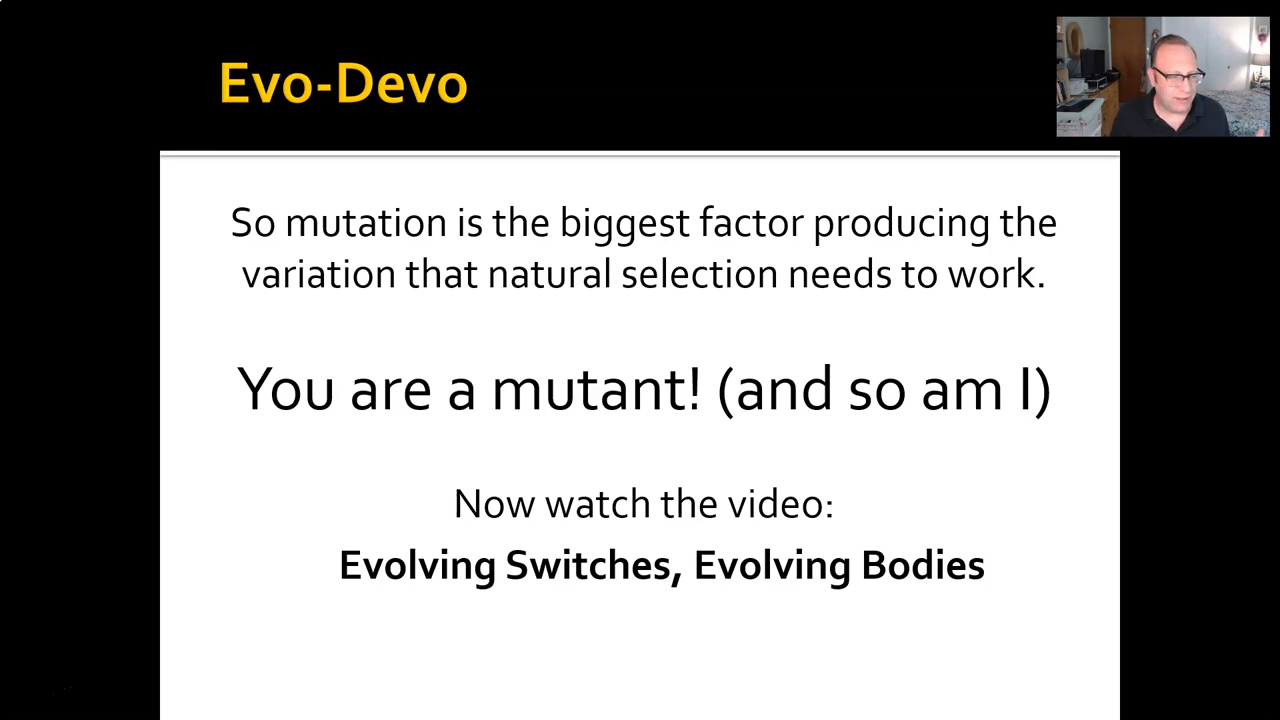 Evo-Devo
So mutation is the biggest factor producing the
variation that natural selection needs to work.
You are a mutant! (and so am I)
Now watch the video:
Evolving Switches, Evolving Bodies